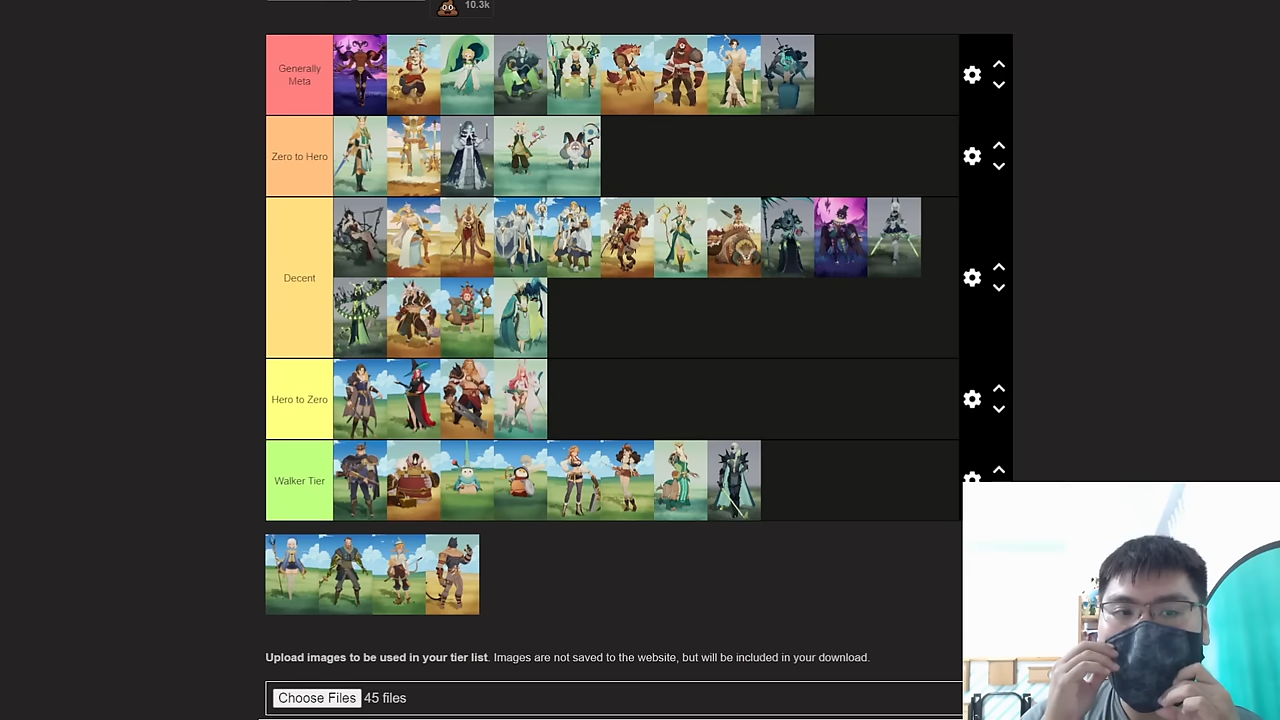 10.3k
Generally
Meta
Zero to Hero
Decent
Hero to Zero
Walker Tier
Upload images to be used in your tier list. Images are not saved to the website, but will be included in your download.
Choose Files 45 files